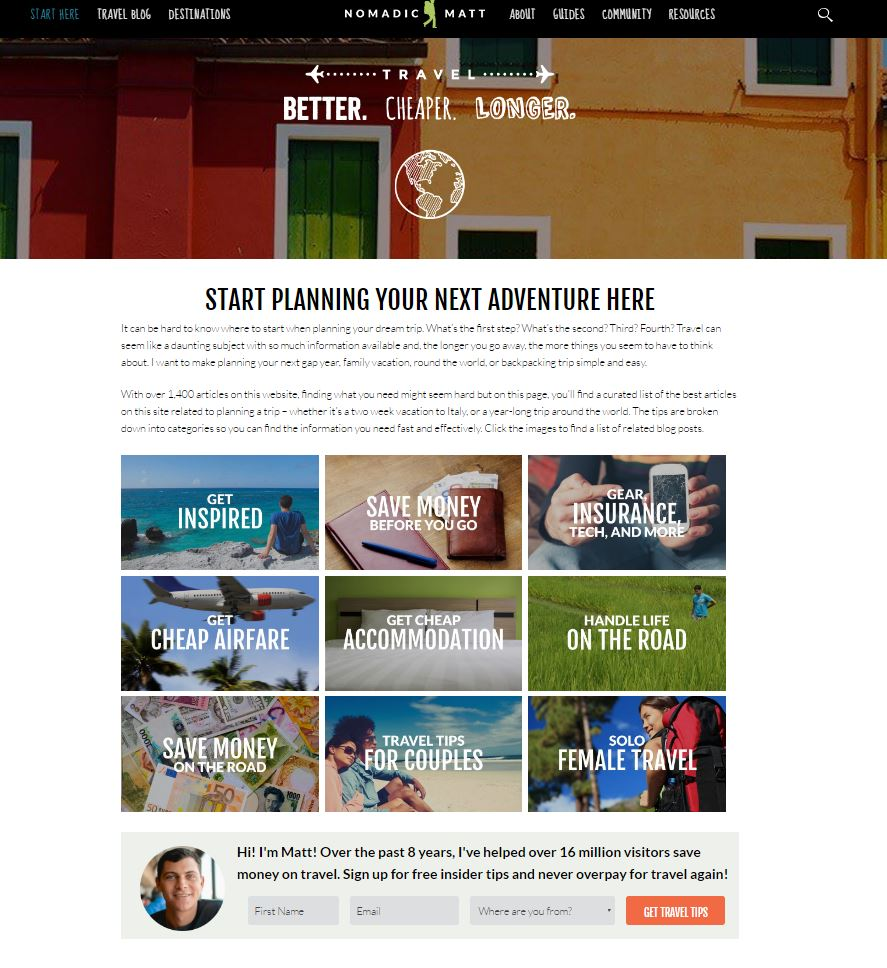 START HERE TRAVEL BLOG DESTINATIONS NOMADIC MATT ABOUT GUIDES COMMUNITY RESOURCES
TRAVEL
BETTER. CHEAPER. LONGER.
START PLANNING YOUR NEXT ADVENTURE HERE
It can be hard to know where to start when planning your dream trip. What's the first step? What's the second? Third? Fourth? Travel can
seem like a daunting subject with so much information available and, the longer you go away, the more things you seem to have to think
about. I want to make planning your next gap year, family vacation, round the world, or backpacking trip simple and easy.
With over 1,400 articles on this website, finding what you need might seem hard but on this page, you'll find a curated list of the best articles
on this site related to planning a trip – whether it's a two week vacation to Italy, or a year-long trip around the world. The tips are broken
down into categories so you can find the information you need fast and effectively. Click the images to find a list of related blog posts.
GET
INSPIRED
SAVE MONEY
BEFORE YOU GO
GEAR,
INSURANCE,
TECH, AND MORE
GET
CHEAP AIRFARE
GET CHEAP
ACCOMMODATION
HANDLE LIFE
ON THE ROAD
SAVE MONEY
ON THE ROAD
TRAVEL TIPS
FOR COUPLES
SOLO
FEMALE TRAVEL
Hi! I'm Matt! Over the past 8 years, I've helped over 16 million visitors save
money on travel. Sign up for free insider tips and never overpay for travel again!
First Name Email Where are you from? GET TRAVEL TIPS